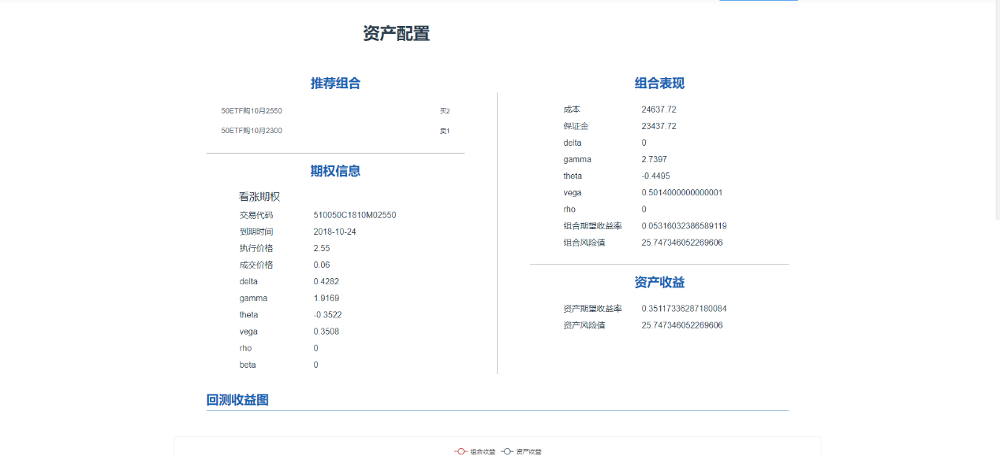 资产配置
推荐组合
50ETF购10月2550 买2
50ETF购10月2300 卖1
期权信息
看涨期权
交易代码 510050C1810M02550
到期时间 2018-10-24
执行价格 2.55
成交价格 0.06
delta 0.4282
gamma 1.9169
theta -0.3522
vega 0.3508
rho 0
beta 0
组合表现
成本 24637.72
保证金 23437.72
delta 0
gamma 2.7397
theta -0.4495
vega 0.5014000000000001
rho 0
组合期望收益率 0.05316032386589119
组合风险值 25.747346052269606
资产收益
资产期望收益率 0.35117336287180084
资产风险值 25.747346052269606
回测收益图
组合收益 资产收益